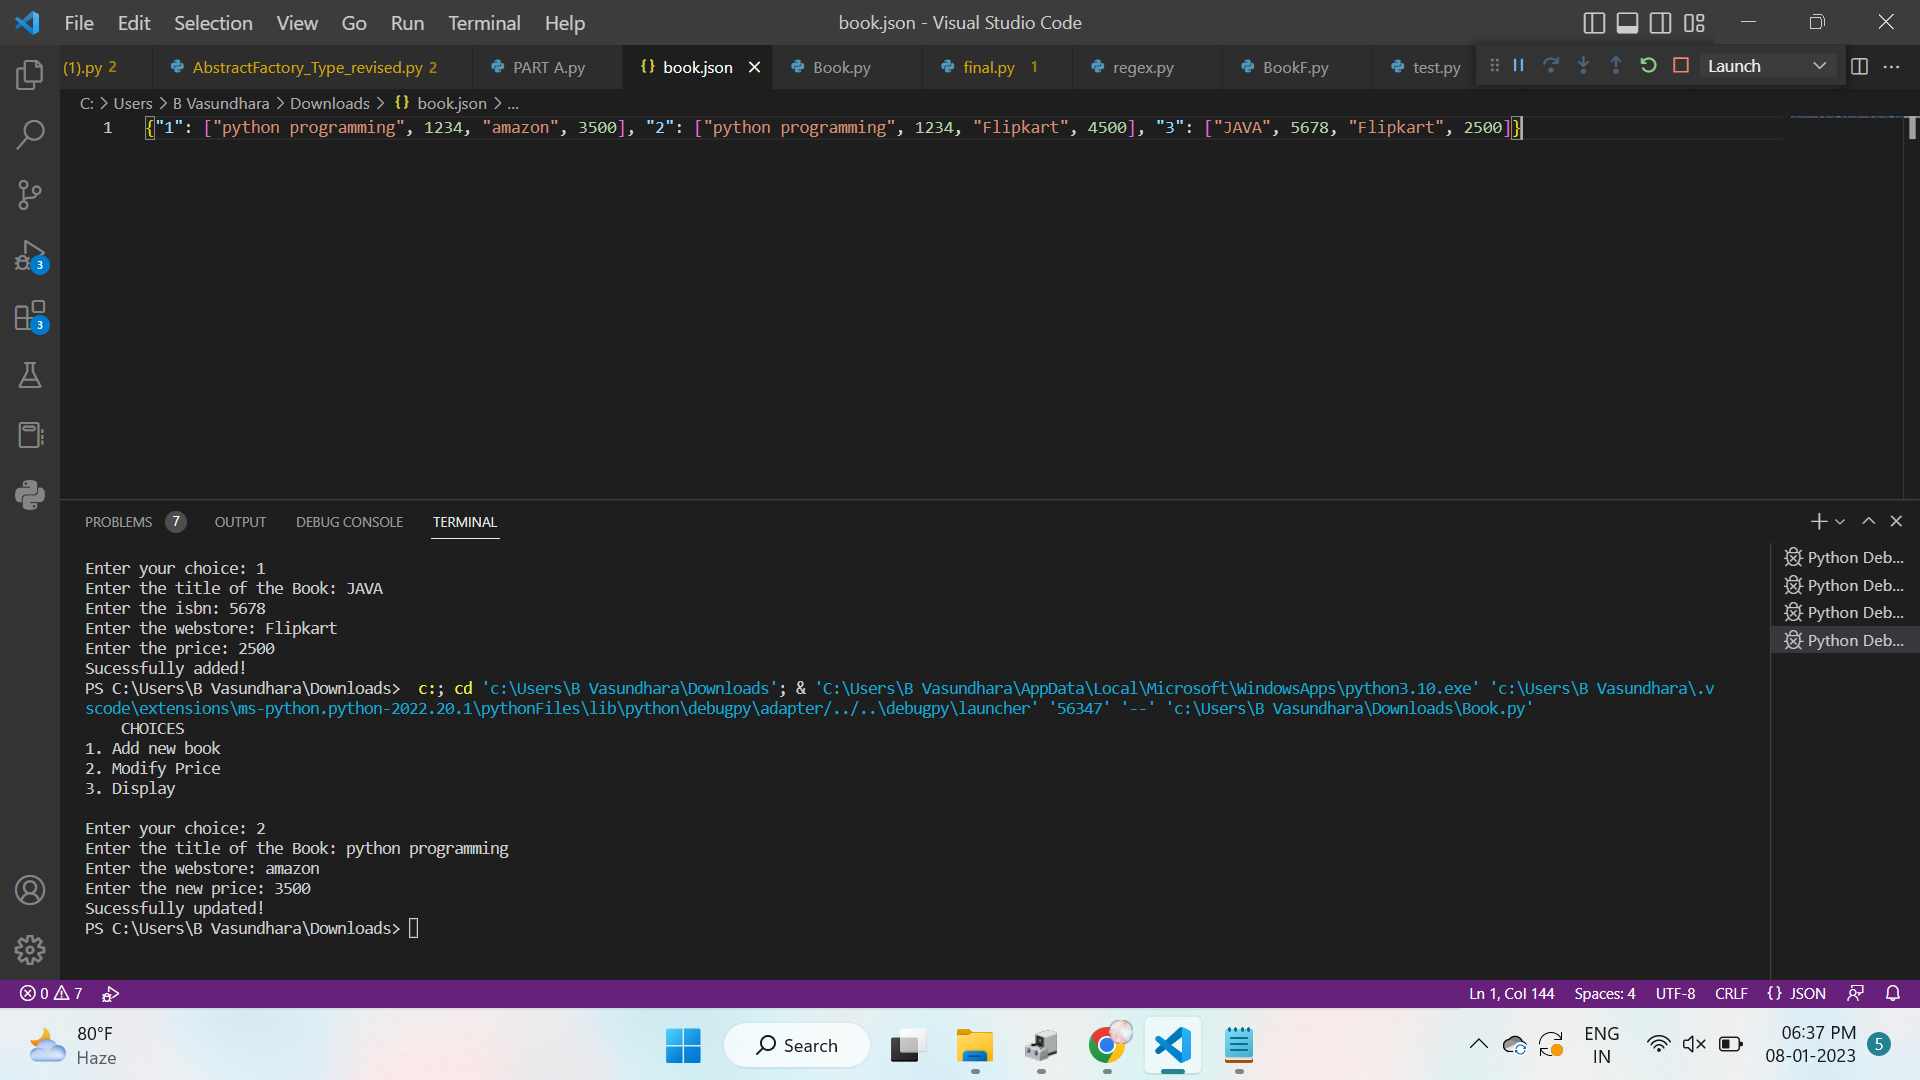 File Edit Selection View Go Run Terminal Help
book.json - Visual Studio Code
(1).py 2
AbstractFactory_Type_revised.py 2
PART A.py
{} book.json
Book.py
final.py 1
regex.py
BookF.py
test.py
Launch
C: > Users > B Vasundhara > Downloads > {} book.json > ...
1 {"1": ["python programming", 1234, "amazon", 3500], "2": ["python programming", 1234, "Flipkart", 4500], "3": ["JAVA", 5678, "Flipkart", 2500]}
3
3
PROBLEMS 7 OUTPUT DEBUG CONSOLE TERMINAL
Enter your choice: 1
Enter the title of the Book: JAVA
Enter the isbn: 5678
Enter the webstore: Flipkart
Enter the price: 2500
Sucessfully added!
PS C:\Users\B Vasundhara\Downloads>  c:; cd 'c:\Users\B Vasundhara\Downloads'; & 'C:\Users\B Vasundhara\AppData\Local\Microsoft\WindowsApps\python3.10.exe' 'c:\Users\B Vasundhara\.v
scode\extensions\ms-python.python-2022.20.1\pythonFiles\lib\python\debugpy\adapter/../..\debugpy\launcher' '56347' '--' 'c:\Users\B Vasundhara\Downloads\Book.py'
CHOICES
1. Add new book
2. Modify Price
3. Display
Enter your choice: 2
Enter the title of the Book: python programming
Enter the webstore: amazon
Enter the new price: 3500
Sucessfully updated!
PS C:\Users\B Vasundhara\Downloads>
Python Deb...
Python Deb...
Python Deb...
Python Deb...
0 7
Ln 1, Col 144 Spaces: 4 UTF-8 CRLF {} JSON
80°F
Haze
Search
ENG
IN
06:37 PM
08-01-2023
5